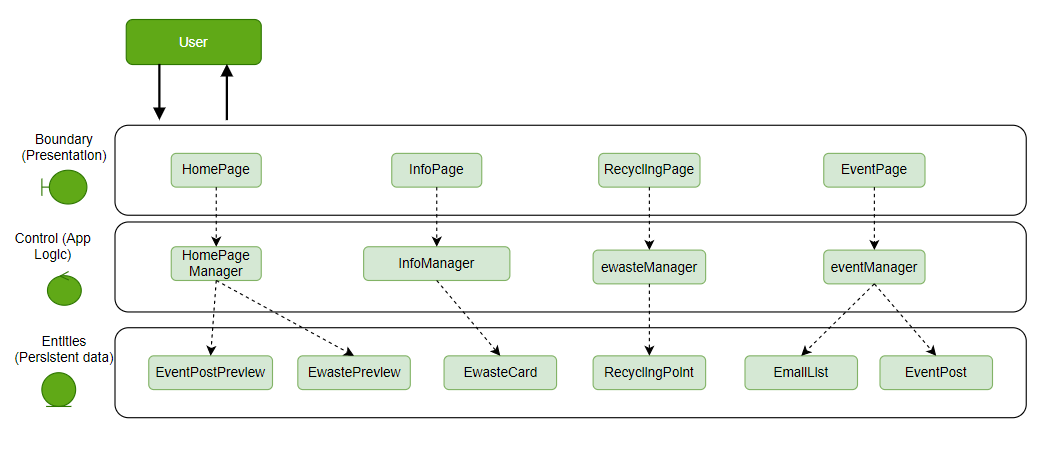 User
Boundary
(Presentation)
HomePage
InfoPage
RecyclingPage
EventPage
Control (App
Logic)
HomePage
Manager
InfoManager
ewasteManager
eventManager
Entities
(Persistent data)
EventPostPreview
EwastePreview
EwasteCard
RecyclingPoint
EmailList
EventPost